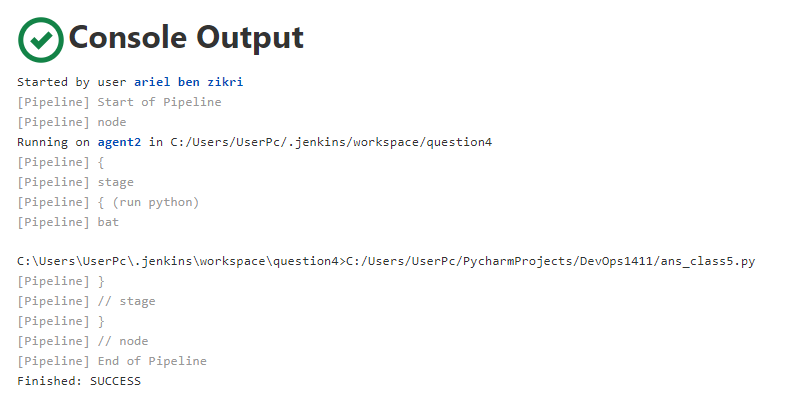 Console Output
Started by user ariel ben zikri
[Pipeline] Start of Pipeline
[Pipeline] node
Running on agent2 in C:/Users/UserPc/.jenkins/workspace/question4
[Pipeline] {
[Pipeline] stage
[Pipeline] { (run python)
[Pipeline] bat
C:\Users\UserPc\.jenkins\workspace\question4>C:/Users/UserPc/PycharmProjects/DevOps1411/ans_class5.py
[Pipeline] }
[Pipeline] // stage
[Pipeline] }
[Pipeline] // node
[Pipeline] End of Pipeline
Finished: SUCCESS